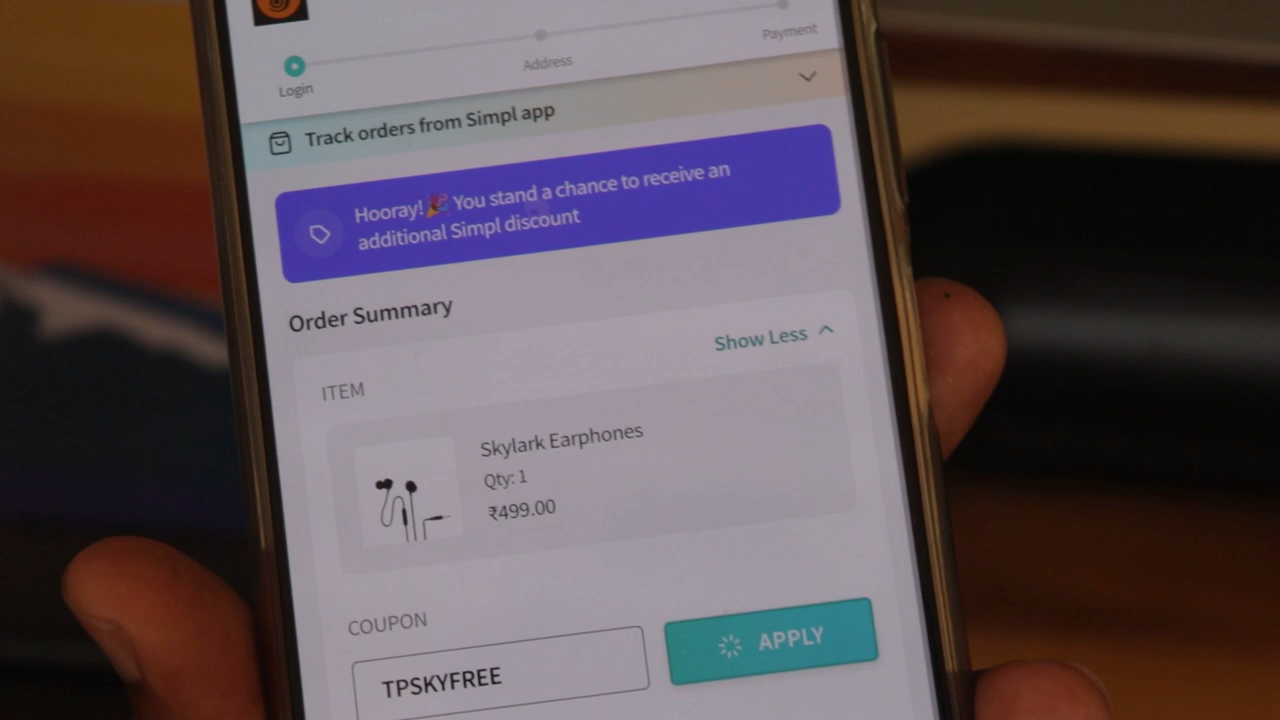 Login
Address
Payment
Track orders from Simpl app
Hooray!🎉 You stand a chance to receive an
additional Simpl discount
Order Summary
Show Less
ITEM
Skylark Earphones
Qty: 1
₹499.00
COUPON
TPSKYFREE
APPLY